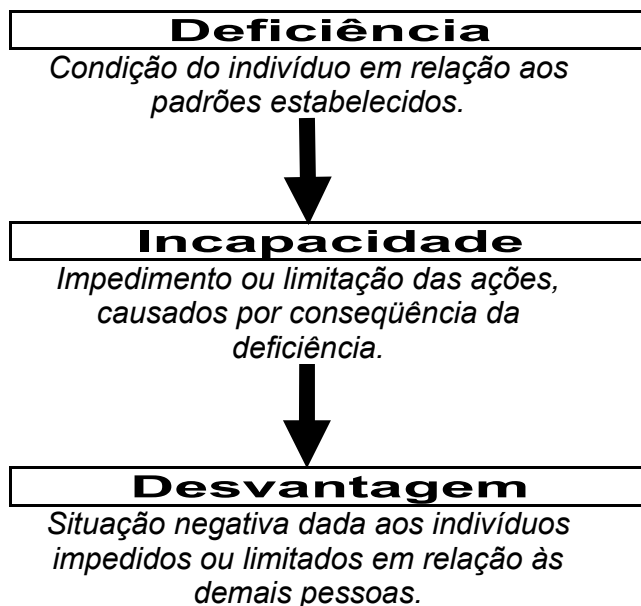 Deficiência
Condição do indivíduo em relação aos
padrões estabelecidos.
Incapacidade
Impedimento ou limitação das ações,
causados por conseqüência da
deficiência.
Desvantagem
Situação negativa dada aos indivíduos
impedidos ou limitados em relação às
demais pessoas.